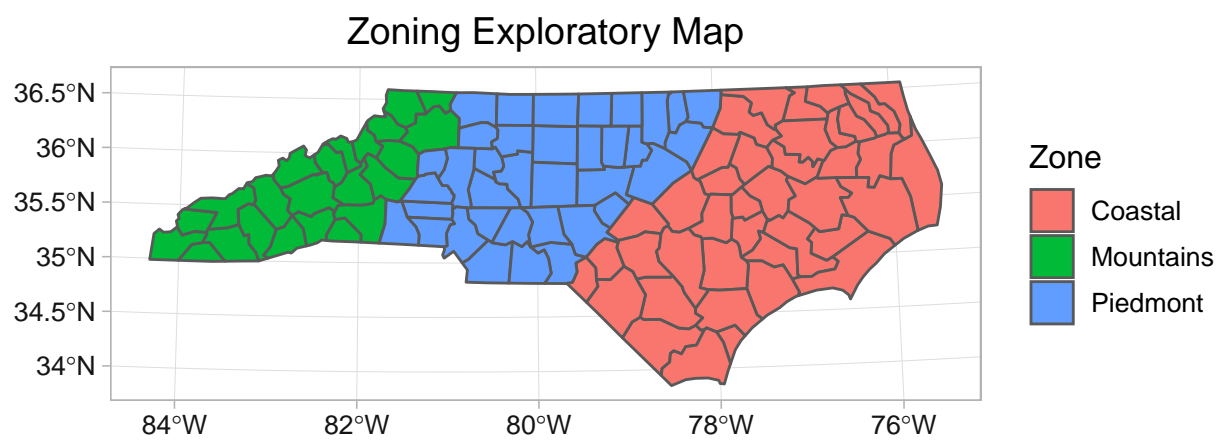 Zoning Exploratory Map
36.5°N
36°N
35.5°N
35°N
34.5°N
34°N
84°W
82°W
80°W
78°W
76°W
Zone
Coastal
Mountains
Piedmont